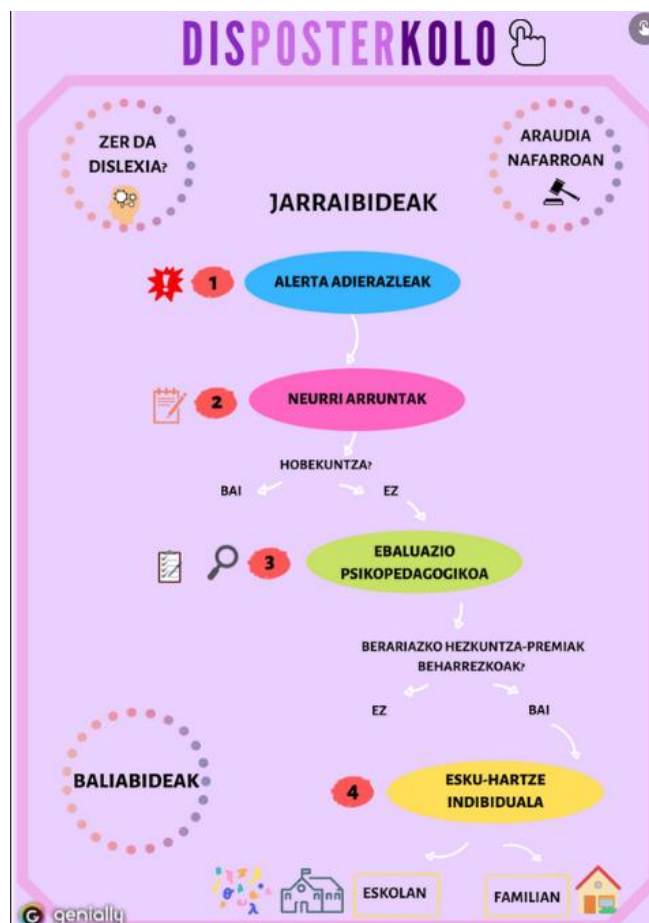 DISPOSTERKOLO
ZER DA
DISLEXIA?
ARAUDIA
NAFARROAN
JARRAIBIDEAK
1
ALERTA ADIERAZLEAK
2
NEURRI ARRUNTAK
HOBEKUNTZA?
BAI
EZ
3
EBALUAZIO
PSIKOPEDAGOGIKOA
BERARIAZKO HEZKUNTZA-PREMIAK
BEHARREZKOAK?
EZ
BAI
BALIABIDEAK
4
ESKU-HARTZE
INDIBIDUALA
ESKOLAN
FAMILIAN
genially